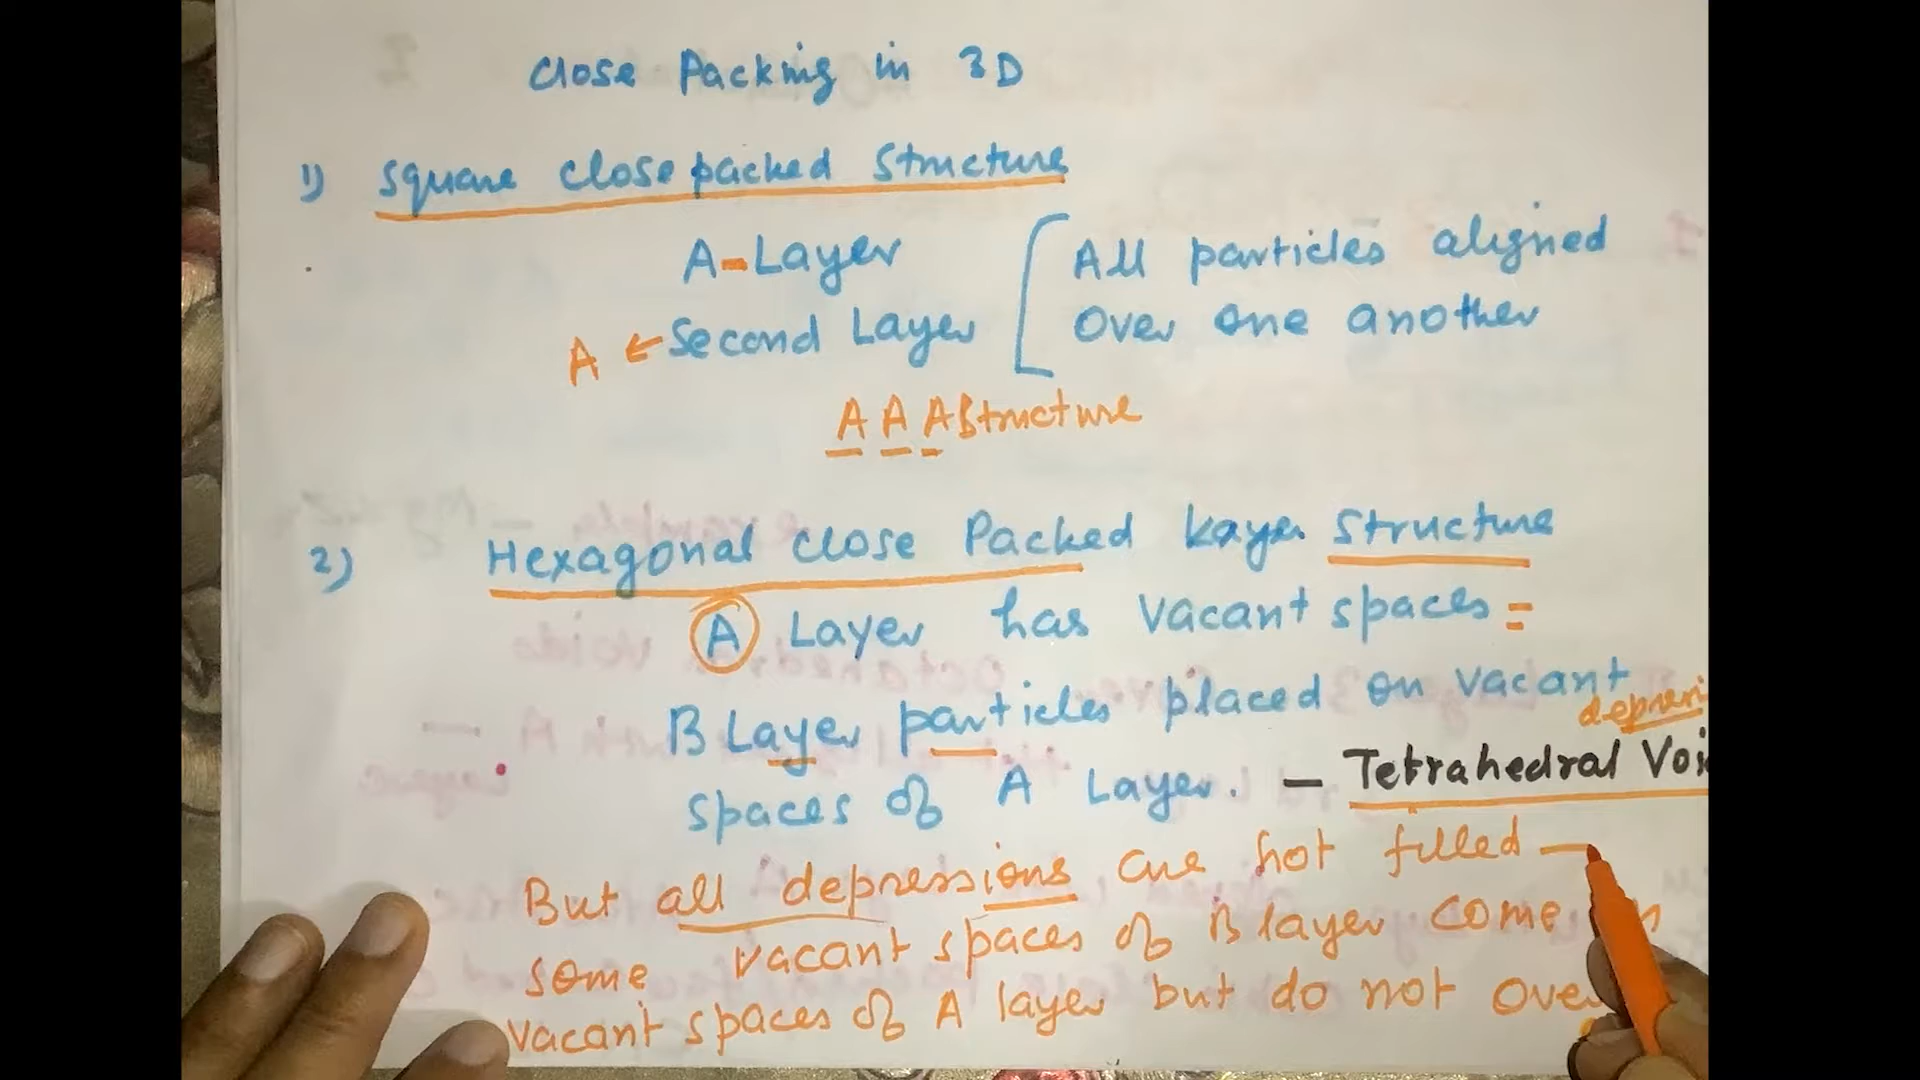 Close Packing in 3D
1) Square close packed Structure
A-Layer
All particles aligned
A ← Second Layer
Over one another
A A A Structure
2) Hexagonal close Packed Layer Structure
A Layer has vacant spaces =
B Layer particles placed on vacant
spaces of A Layer. - Tetrahedral
But all depressions are not filled —
some vacant spaces of B layer come
vacant spaces of A layer but do not